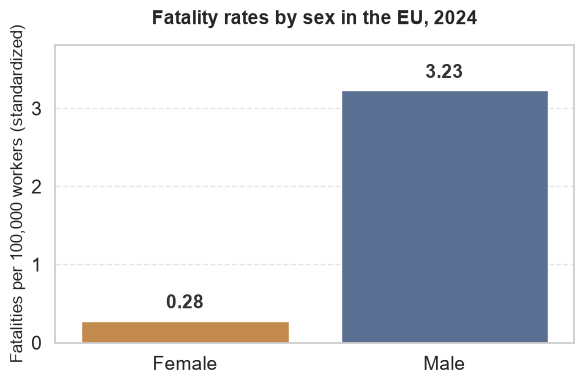 Fatality rates by sex in the EU, 2024
Fatalities per 100,000 workers (standardized)
3
2
1
0
0.28
3.23
Female
Male